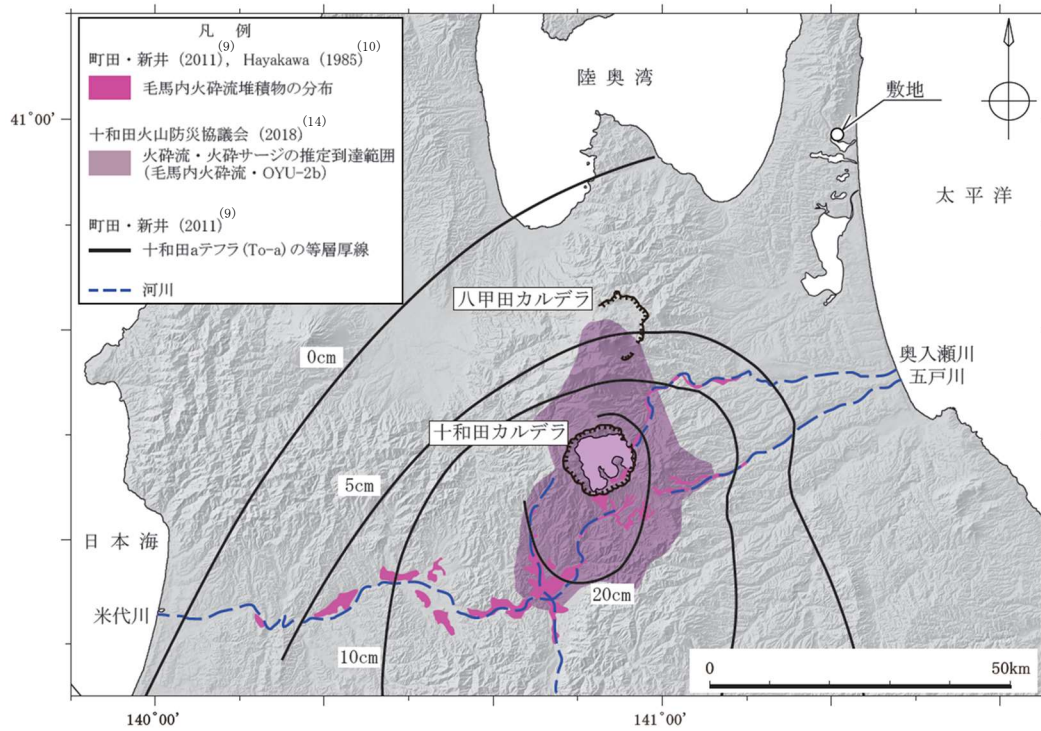 凡 例
町田・新井 (2011)(9), Hayakawa (1985)(10)
毛馬内火砕流堆積物の分布
十和田火山防災協議会 (2018)(14)
火砕流・火砕サージの推定到達範囲
(毛馬内火砕流・OYU-2b)
町田・新井 (2011)(9)
十和田aテフラ(To-a)の等層厚線
河川
陸奥湾
敷地
41°00′
太平洋
八甲田カルデラ
0cm
奥入瀬川
五戸川
十和田カルデラ
5cm
日本海
20cm
米代川
10cm
0
50km
140°00′
141°00′